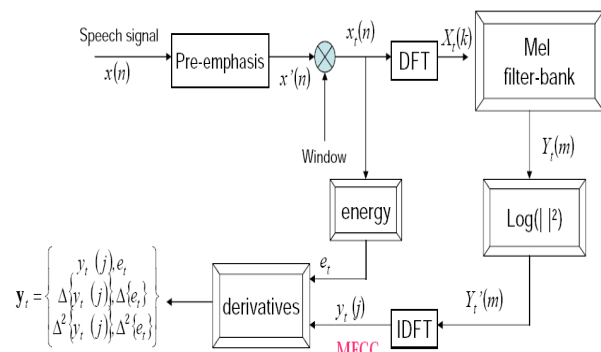 Speech signal
x(n)
Pre-emphasis
x'(n)
Window
x_t(n)
DFT
X_t(k)
Mel
filter-bank
Y_t(m)
Log(| |²)
Y_t'(m)
IDFT
y_t(j)
MFCC
energy
e_t
derivatives
y_t = { y_t(j), e_t
Δ{y_t(j)}, Δ{e_t}
Δ²{y_t(j)}, Δ²{e_t} }